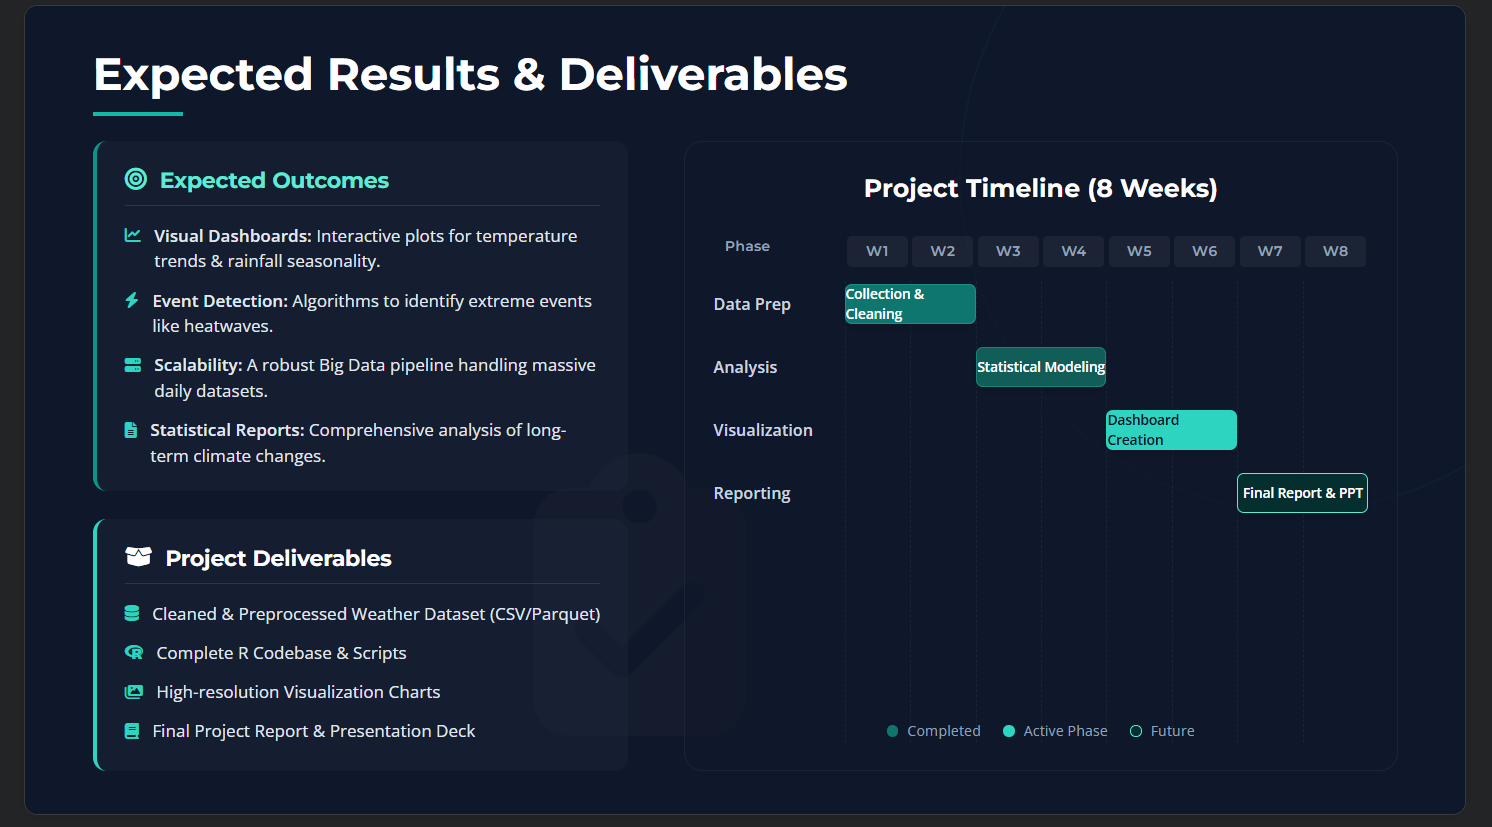 Expected Results & Deliverables
Expected Outcomes
Visual Dashboards: Interactive plots for temperature
trends & rainfall seasonality.
Event Detection: Algorithms to identify extreme events
like heatwaves.
Scalability: A robust Big Data pipeline handling massive
daily datasets.
Statistical Reports: Comprehensive analysis of long-
term climate changes.
Project Deliverables
Cleaned & Preprocessed Weather Dataset (CSV/Parquet)
Complete R Codebase & Scripts
High-resolution Visualization Charts
Final Project Report & Presentation Deck
Project Timeline (8 Weeks)
Phase W1 W2 W3 W4 W5 W6 W7 W8
Data Prep
Collection &
Cleaning
Analysis
Statistical Modeling
Visualization
Dashboard
Creation
Reporting
Final Report & PPT
Completed Active Phase Future